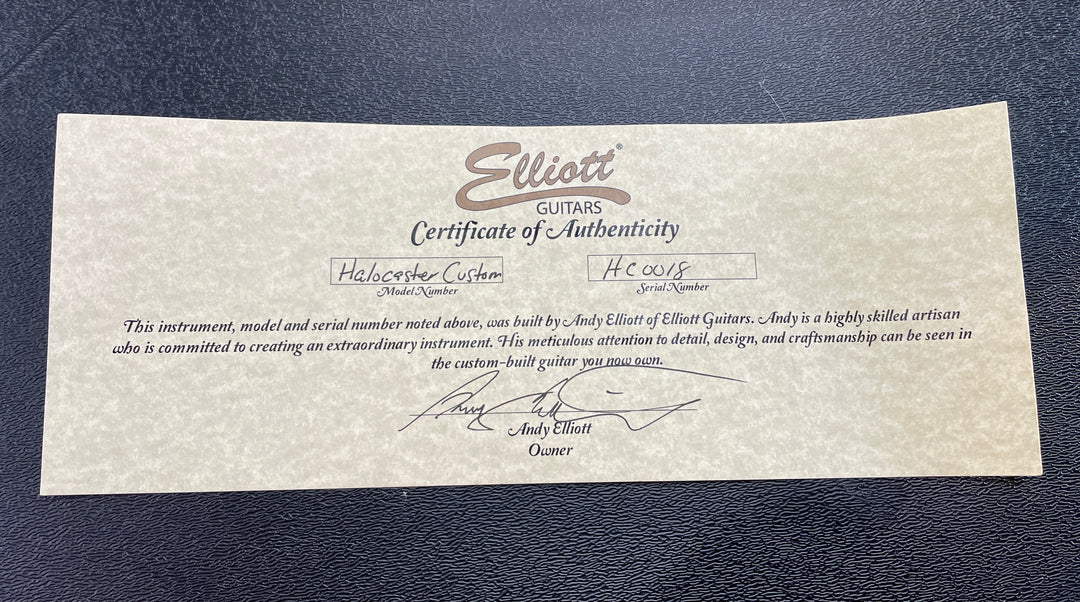 Elliott®
GUITARS
Certificate of Authenticity
Halocaster Custom HC0018
Model Number Serial Number
This instrument, model and serial number noted above, was built by Andy Elliott of Elliott Guitars. Andy is a highly skilled artisan
who is committed to creating an extraordinary instrument. His meticulous attention to detail, design, and craftsmanship can be seen in
the custom-built guitar you now own.
Andy Elliott
Owner